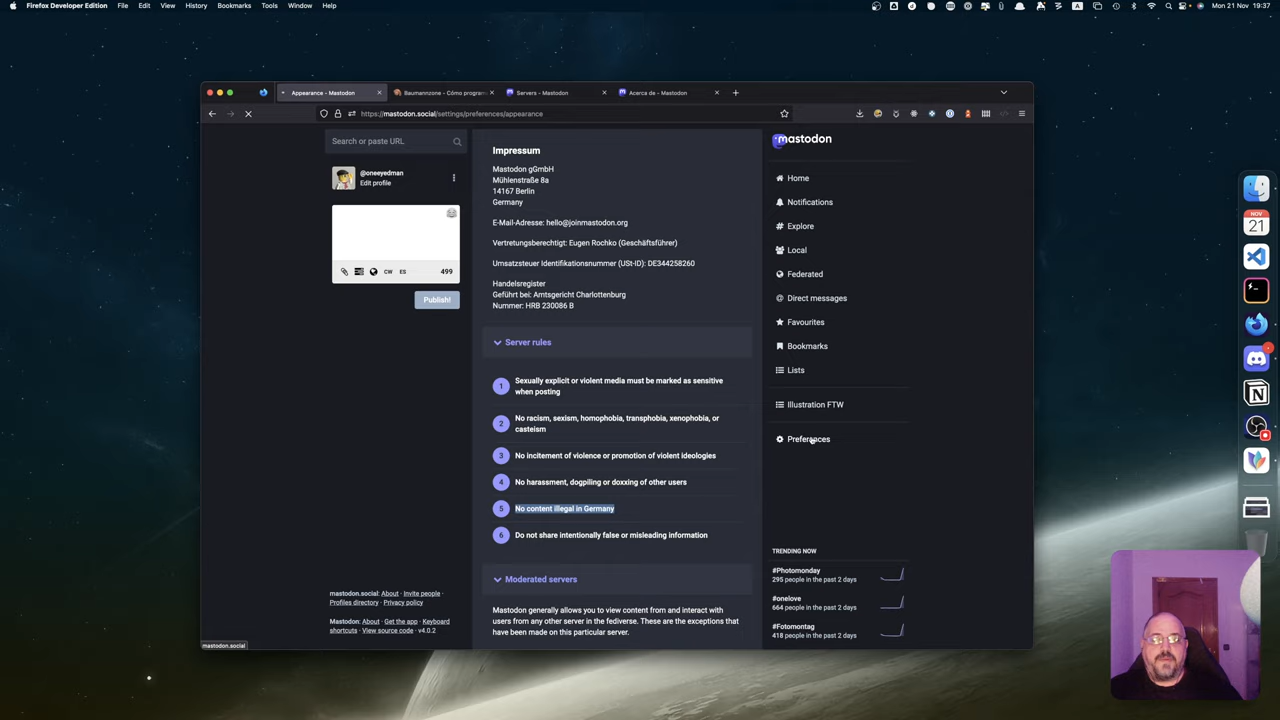 Firefox Developer Edition File Edit View History Bookmarks Tools Window Help
Mon 21 Nov 19:37
Appearance - Mastodon
Baumannzone - Cómo program
Servers - Mastodon
Acerca de - Mastodon
https://mastodon.social/settings/preferences/appearance
Search or paste URL
@oneeyedman
Edit profile
CW ES 499
Publish!
mastodon.social: About · Invite people ·
Profiles directory · Privacy policy
Mastodon: About · Get the app · Keyboard
shortcuts · View source code · v4.0.2
mastodon.social
Impressum
Mastodon gGmbH
Mühlenstraße 8a
14167 Berlin
Germany
E-Mail-Adresse: hello@joinmastodon.org
Vertretungsberechtigt: Eugen Rochko (Geschäftsführer)
Umsatzsteuer Identifikationsnummer (USt-ID): DE344258260
Handelsregister
Geführt bei: Amtsgericht Charlottenburg
Nummer: HRB 230086 B
Server rules
1 Sexually explicit or violent media must be marked as sensitive
when posting
2 No racism, sexism, homophobia, transphobia, xenophobia, or
casteism
3 No incitement of violence or promotion of violent ideologies
4 No harassment, dogpiling or doxxing of other users
5 No content illegal in Germany
6 Do not share intentionally false or misleading information
Moderated servers
Mastodon generally allows you to view content from and interact with
users from any other server in the fediverse. These are the exceptions that
have been made on this particular server.
mastodon
Home
Notifications
Explore
Local
Federated
Direct messages
Favourites
Bookmarks
Lists
Illustration FTW
Preferences
TRENDING NOW
#Photomonday
295 people in the past 2 days
#onelove
664 people in the past 2 days
#Fotomontag
418 people in the past 2 days
NOV
21